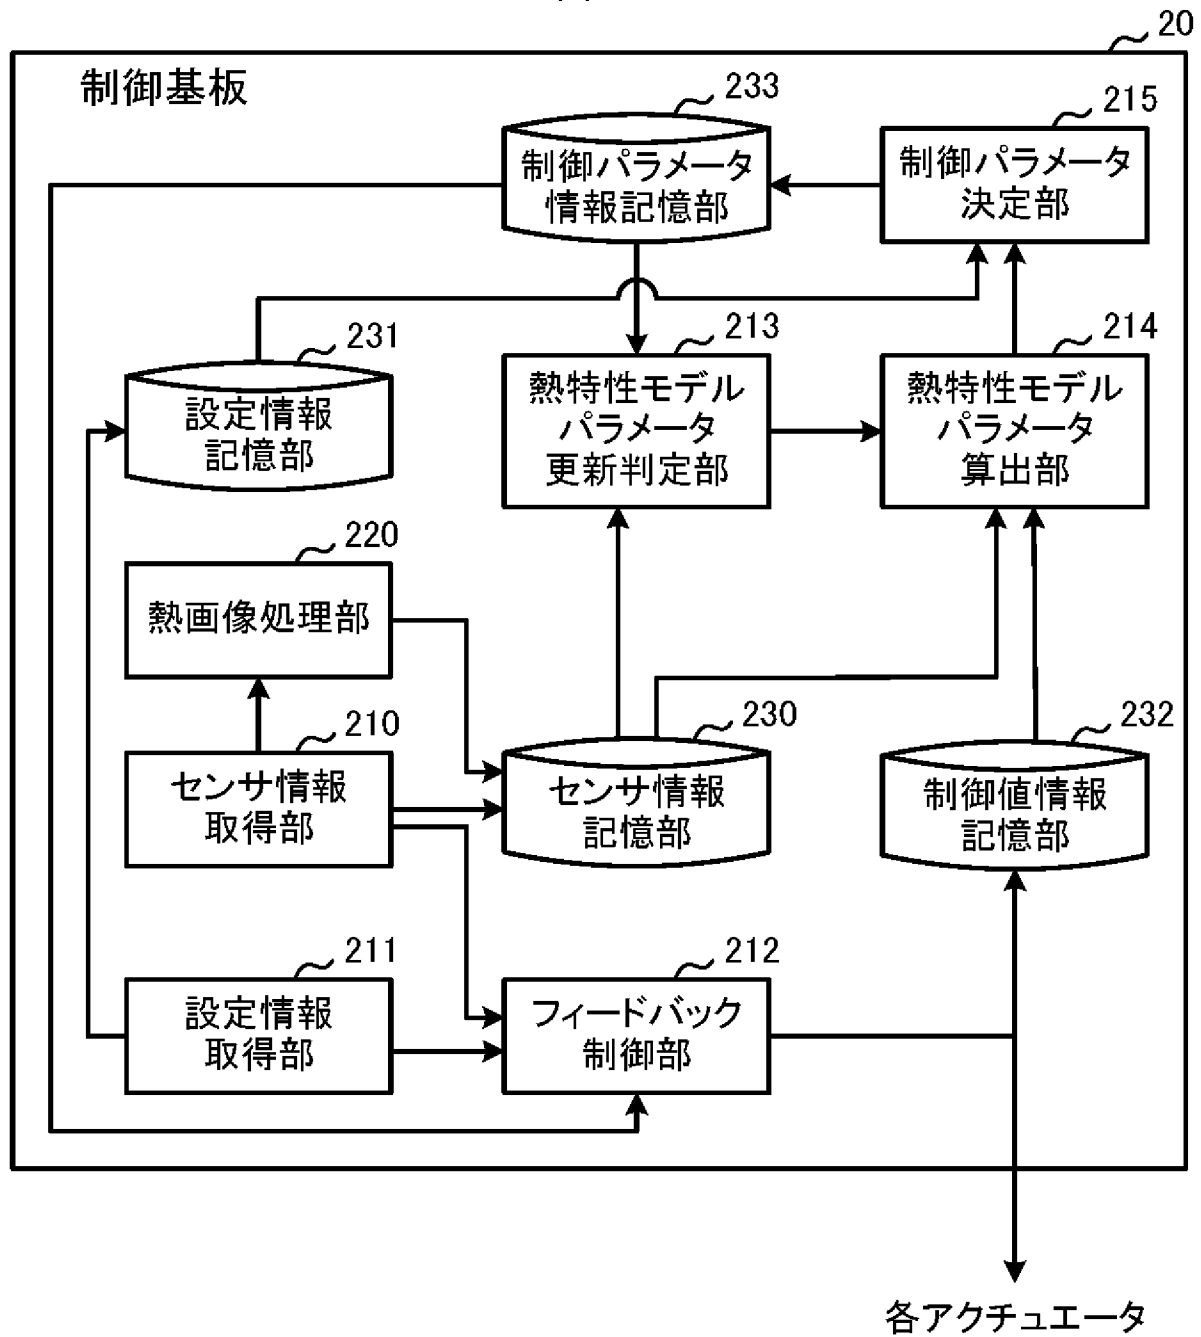 20
制御基板
233
制御パラメータ
情報記憶部
215
制御パラメータ
決定部
231
設定情報
記憶部
213
熱特性モデル
パラメータ
更新判定部
214
熱特性モデル
パラメータ
算出部
220
熱画像処理部
210
センサ情報
取得部
230
センサ情報
記憶部
232
制御値情報
記憶部
211
設定情報
取得部
212
フィードバック
制御部
各アクチュエータ